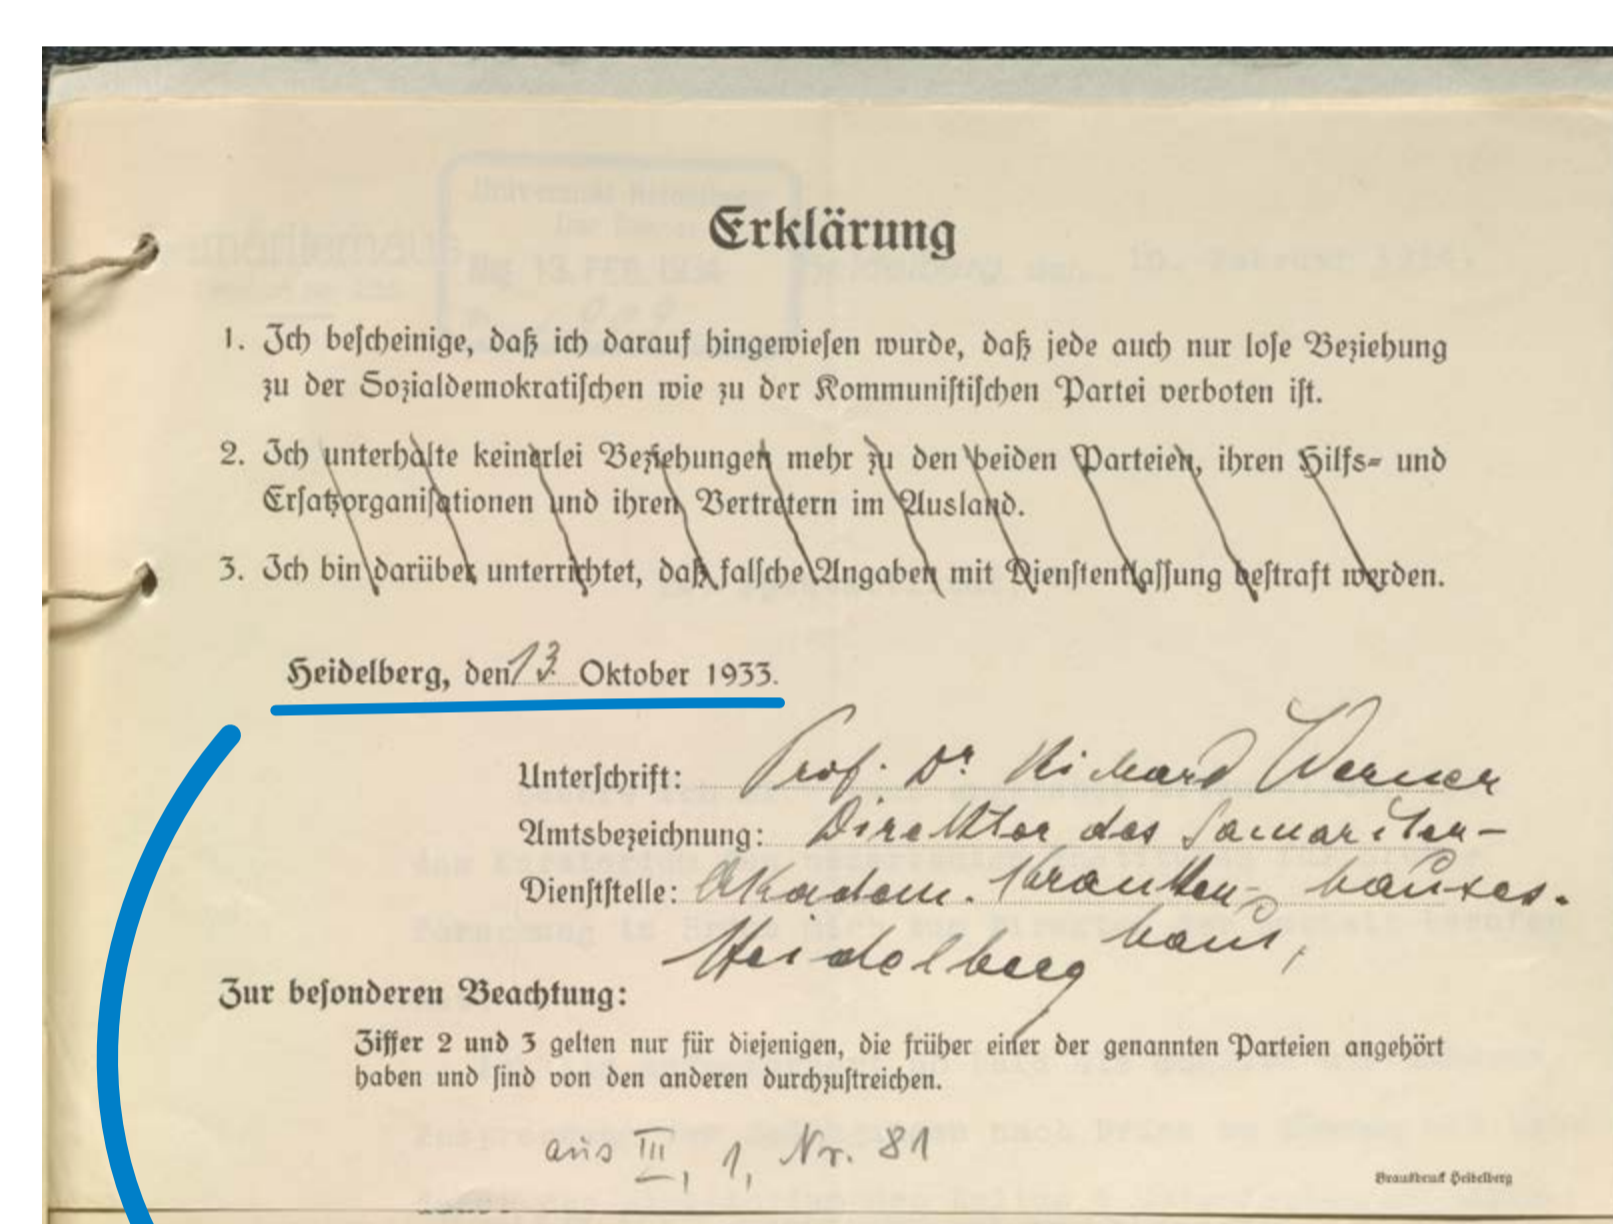 Erklärung
1. Ich bescheinige, daß ich darauf hingewiesen wurde, daß jede auch nur lose Beziehung
zu der Sozialdemokratischen wie zu der Kommunistischen Partei verboten ist.
2. Ich unterhalte keinerlei Beziehungen mehr zu den beiden Parteien, ihren Hilfs- und
Ersatzorganisationen und ihren Vertretern im Ausland.
3. Ich bin darüber unterrichtet, daß falsche Angaben mit Dienstentlassung bestraft werden.
Heidelberg, den 13. Oktober 1933.
Unterschrift: Prof. Dr. Richard Werner
Amtsbezeichnung: Direktor des Samariter-
Dienststelle: Akadem. Kranken- hauses.
Heidelberg haus,
Zur besonderen Beachtung:
Ziffer 2 und 3 gelten nur für diejenigen, die früher einer der genannten Parteien angehört
haben und sind von den anderen durchzustreichen.
aus III, 1, Nr. 81
Brausdruck Heidelberg